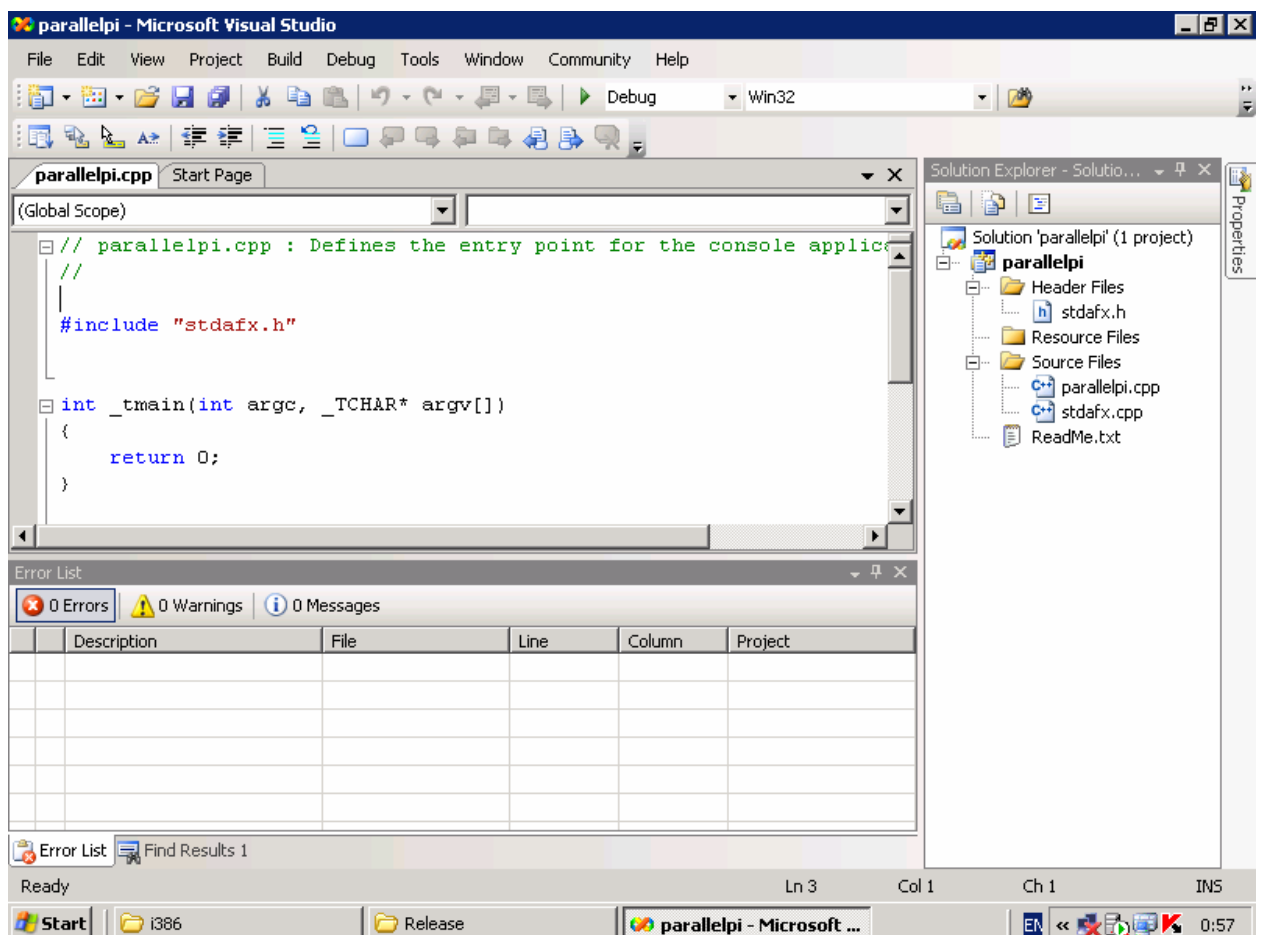 parallelpi - Microsoft Visual Studio
File Edit View Project Build Debug Tools Window Community Help
Debug Win32
parallelpi.cpp Start Page
(Global Scope)
// parallelpi.cpp : Defines the entry point for the console applic
//
#include "stdafx.h"
int _tmain(int argc, _TCHAR* argv[])
{
return 0;
}
Error List
0 Errors 0 Warnings 0 Messages
Description File Line Column Project
Error List Find Results 1
Solution Explorer - Solutio...
Solution 'parallelpi' (1 project)
parallelpi
Header Files
stdafx.h
Resource Files
Source Files
parallelpi.cpp
stdafx.cpp
ReadMe.txt
Properties
Ready Ln 3 Col 1 Ch 1 INS
Start i386 Release parallelpi - Microsoft ... EN « 0:57